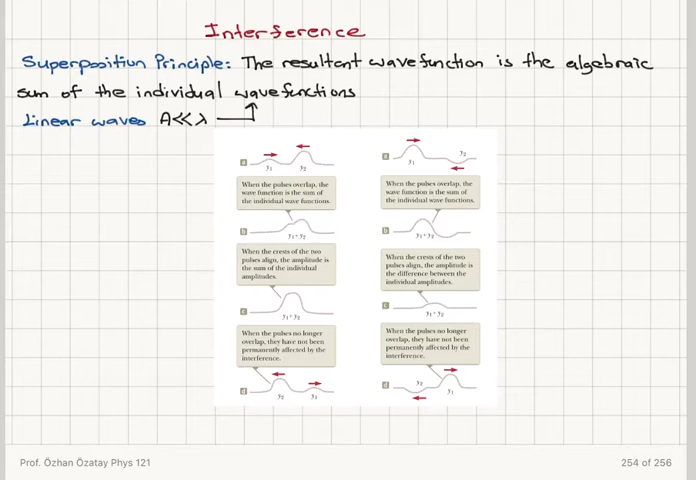 Interference
Superposition Principle: The resultant wave function is the algebraic
sum of the individual wavefunctions
Linear waves A<<λ
a
y₁
y₂
When the pulses overlap, the
wave function is the sum of
the individual wave functions.
b
y₁+y₂
When the crests of the two
pulses align, the amplitude is
the sum of the individual
amplitudes.
c
y₁+y₂
When the pulses no longer
overlap, they have not been
permanently affected by the
interference.
d
y₂
y₁
a
y₁
y₂
When the pulses overlap, the
wave function is the sum of
the individual wave functions.
b
y₁+y₂
When the crests of the two
pulses align, the amplitude is
the difference between the
individual amplitudes.
c
y₁+y₂
When the pulses no longer
overlap, they have not been
permanently affected by the
interference.
d
y₂
y₁
Prof. Özhan Özatay Phys 121
254 of 256